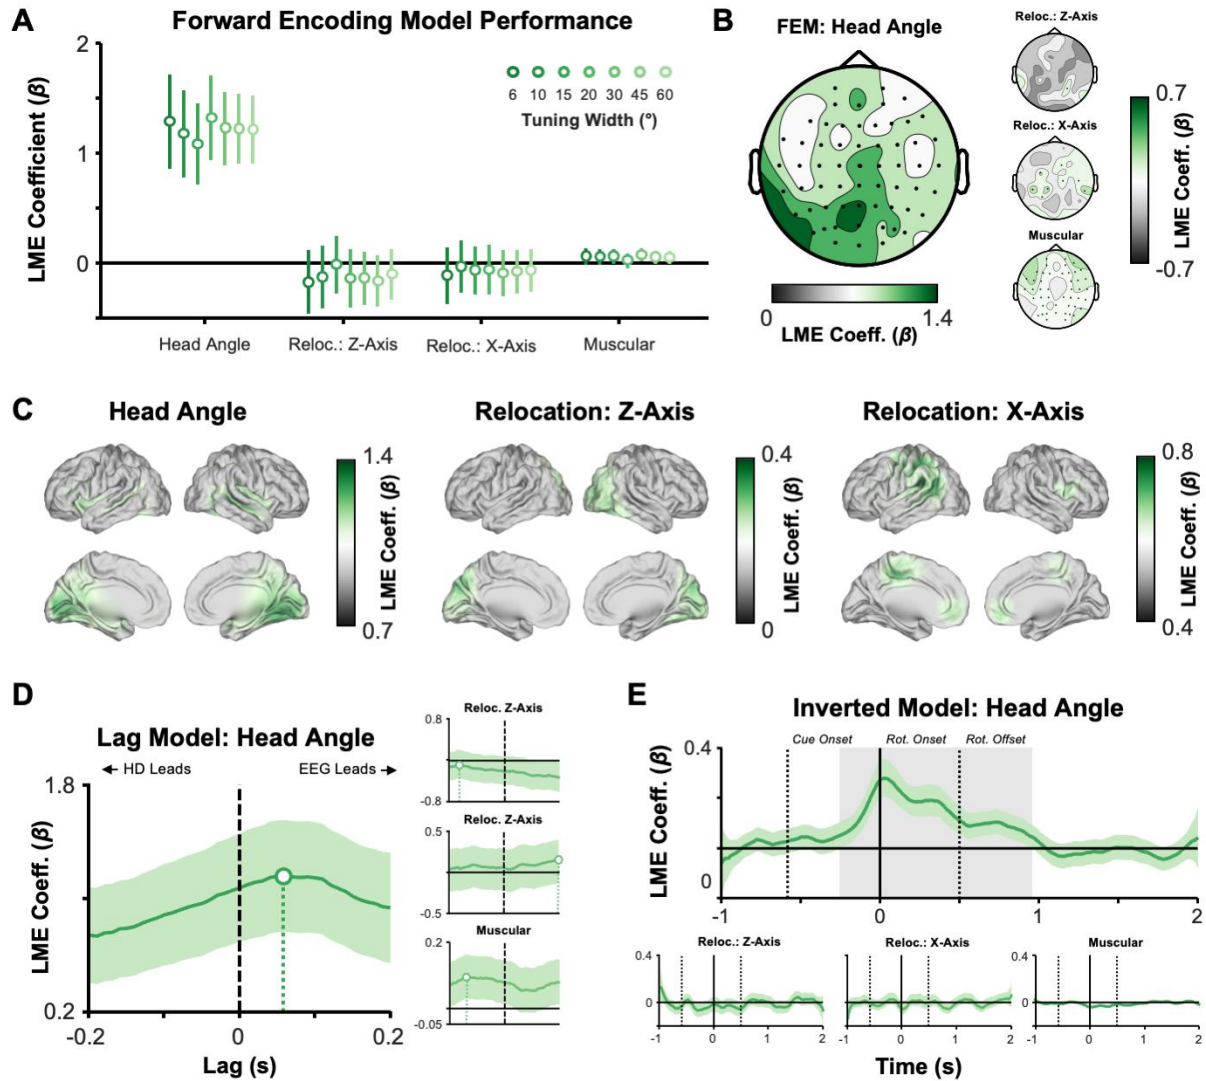 A
Forward Encoding Model Performance
LME Coefficient (β)
2
1
0
6 10 15 20 30 45 60
Tuning Width (°)
Head Angle
Reloc.: Z-Axis
Reloc.: X-Axis
Muscular
B
FEM: Head Angle
0
1.4
LME Coeff. (β)
Reloc.: Z-Axis
Reloc.: X-Axis
Muscular
0.7
-0.7
LME Coeff. (β)
C
Head Angle
1.4
0.7
LME Coeff. (β)
Relocation: Z-Axis
0.4
0
LME Coeff. (β)
Relocation: X-Axis
0.8
0.4
LME Coeff. (β)
D
Lag Model: Head Angle
← HD Leads
EEG Leads →
LME Coeff. (β)
1.8
0.2
-0.2 0 0.2
Lag (s)
Reloc. Z-Axis
0.8
-0.8
Reloc. Z-Axis
0.5
-0.5
Muscular
0.2
-0.05
E
Inverted Model: Head Angle
Cue Onset
Rot. Onset
Rot. Offset
LME Coeff. (β)
0.4
0
-1 0 1 2
Reloc.: Z-Axis
0.4
0
-1 0 1 2
Reloc.: X-Axis
0.4
0
-1 0 1 2
Muscular
0.4
0
-1 0 1 2
Time (s)